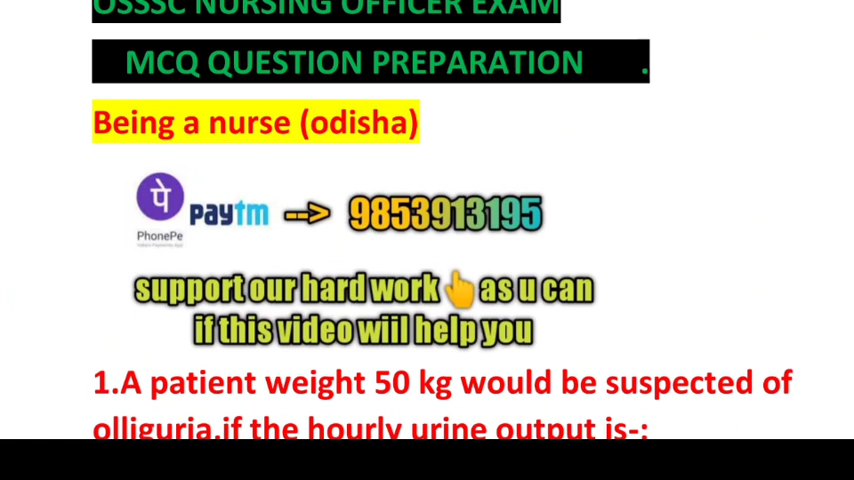 OSSSC NURSING OFFICER EXAM
MCQ QUESTION PREPARATION .
Being a nurse (odisha)
पे paytm --> 9853913195
PhonePe
support our hard work 👆 as u can
if this video wiil help you
1.A patient weight 50 kg would be suspected of
olliguria,if the hourly urine output is-: